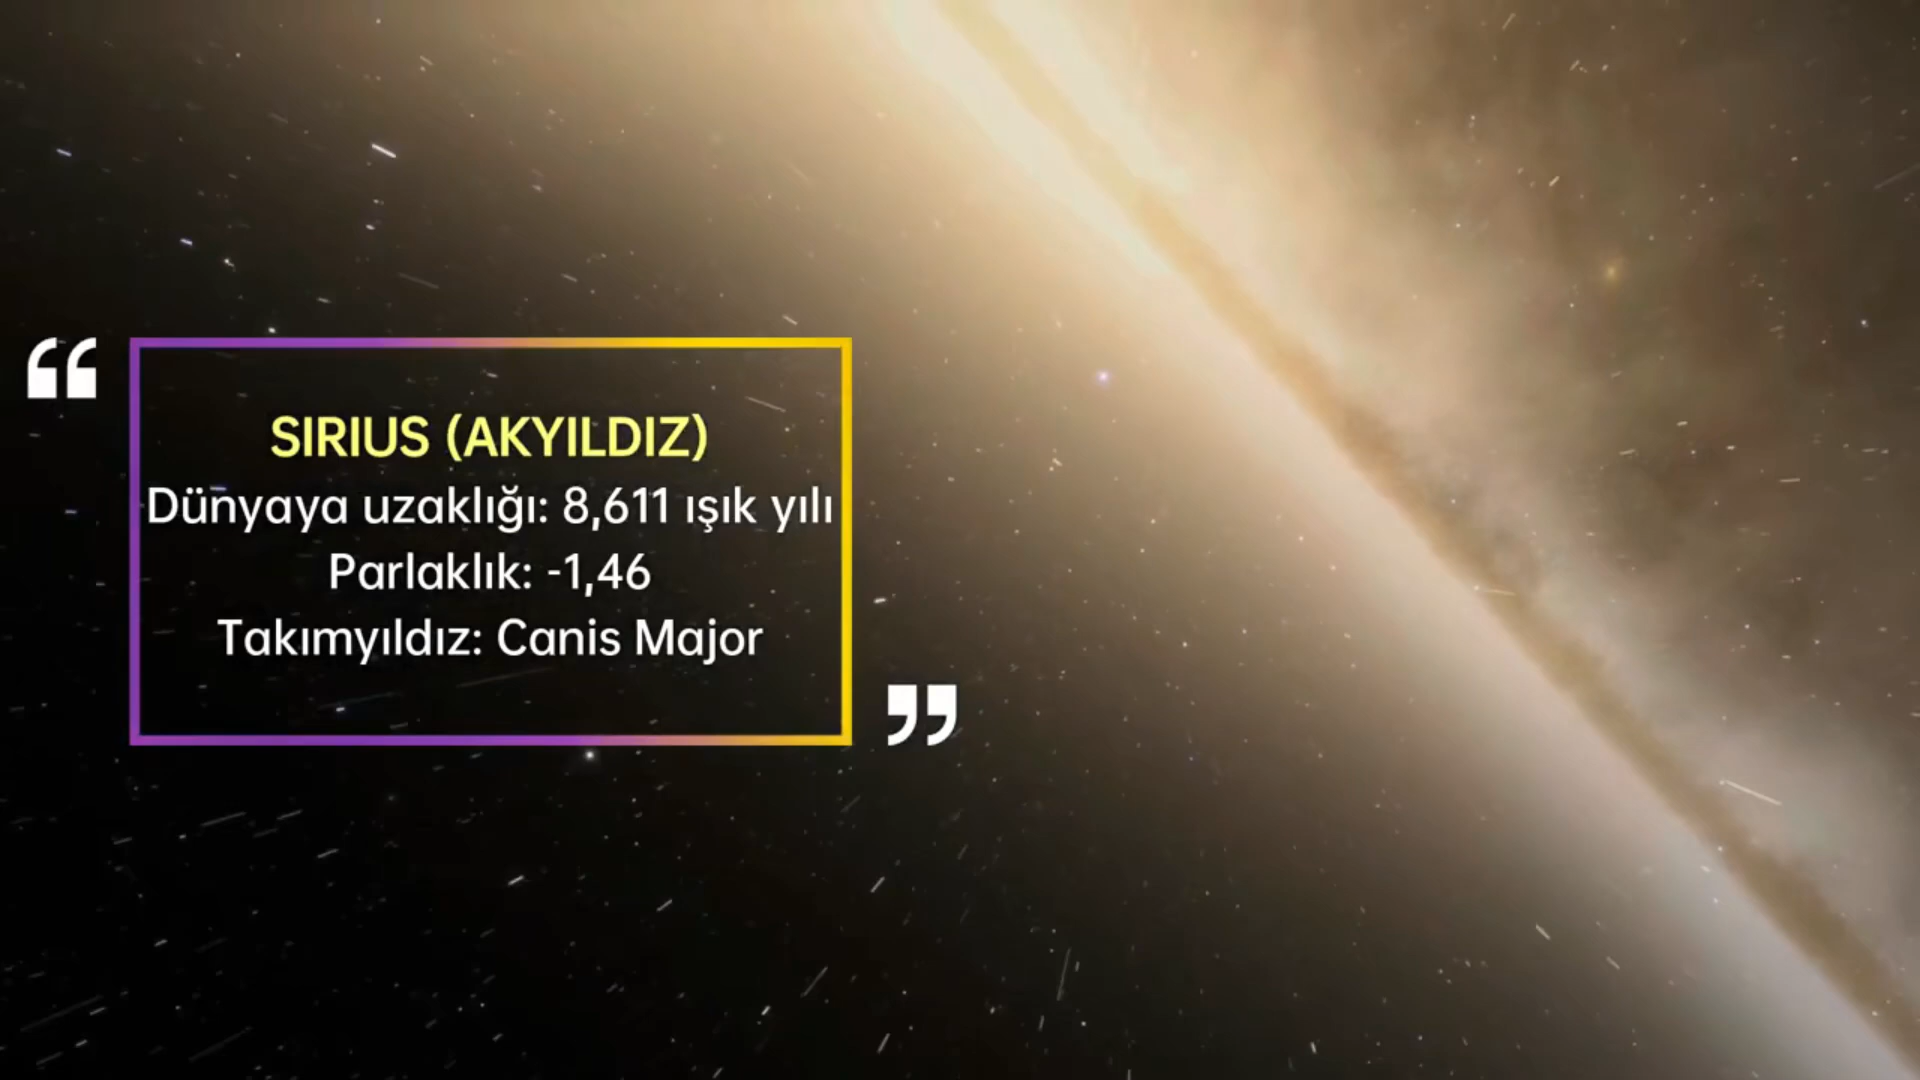 “
SIRIUS (AKYILDIZ)
Dünyaya uzaklığı: 8,611 ışık yılı
Parlaklık: -1,46
Takımyıldız: Canis Major
”